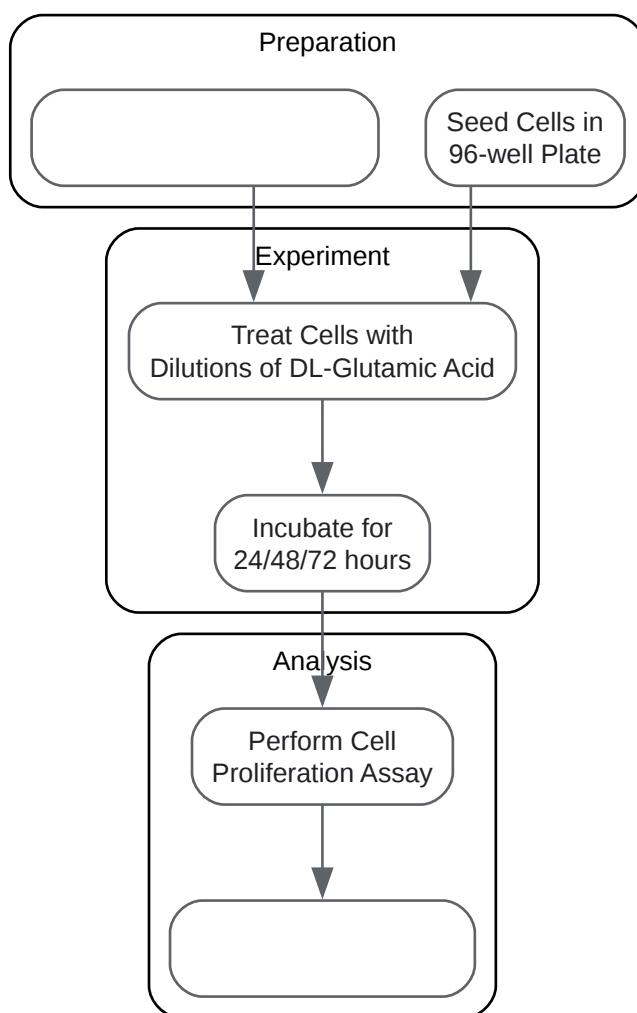 Preparation
Seed Cells in
96-well Plate
Experiment
Treat Cells with
Dilutions of DL-Glutamic Acid
Incubate for
24/48/72 hours
Analysis
Perform Cell
Proliferation Assay